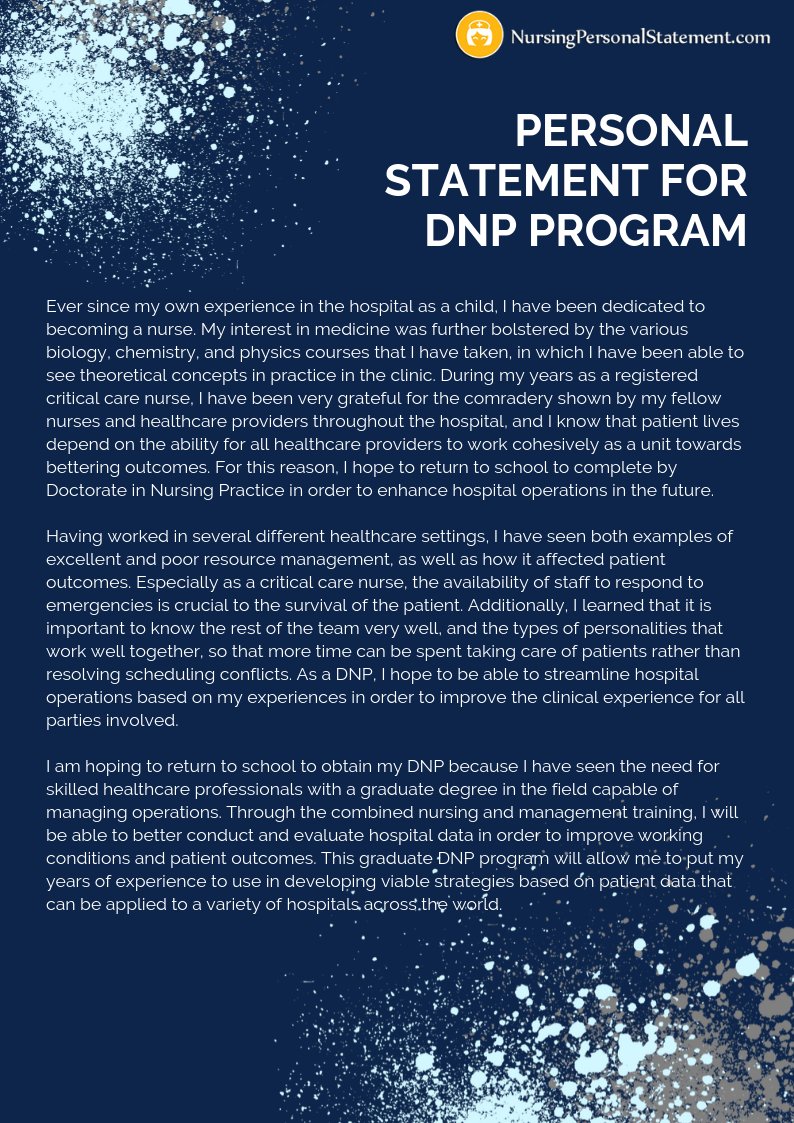 NursingPersonalStatement.com
PERSONAL
STATEMENT FOR
DNP PROGRAM
Ever since my own experience in the hospital as a child, I have been dedicated to
becoming a nurse. My interest in medicine was further bolstered by the various
biology, chemistry, and physics courses that I have taken, in which I have been able to
see theoretical concepts in practice in the clinic. During my years as a registered
critical care nurse, I have been very grateful for the comradery shown by my fellow
nurses and healthcare providers throughout the hospital, and I know that patient lives
depend on the ability for all healthcare providers to work cohesively as a unit towards
bettering outcomes. For this reason, I hope to return to school to complete by
Doctorate in Nursing Practice in order to enhance hospital operations in the future.
Having worked in several different healthcare settings, I have seen both examples of
excellent and poor resource management, as well as how it affected patient
outcomes. Especially as a critical care nurse, the availability of staff to respond to
emergencies is crucial to the survival of the patient. Additionally, I learned that it is
important to know the rest of the team very well, and the types of personalities that
work well together, so that more time can be spent taking care of patients rather than
resolving scheduling conflicts. As a DNP, I hope to be able to streamline hospital
operations based on my experiences in order to improve the clinical experience for all
parties involved.
I am hoping to return to school to obtain my DNP because I have seen the need for
skilled healthcare professionals with a graduate degree in the field capable of
managing operations. Through the combined nursing and management training, I will
be able to better conduct and evaluate hospital data in order to improve working
conditions and patient outcomes. This graduate DNP program will allow me to put my
years of experience to use in developing viable strategies based on patient data that
can be applied to a variety of hospitals across the world.